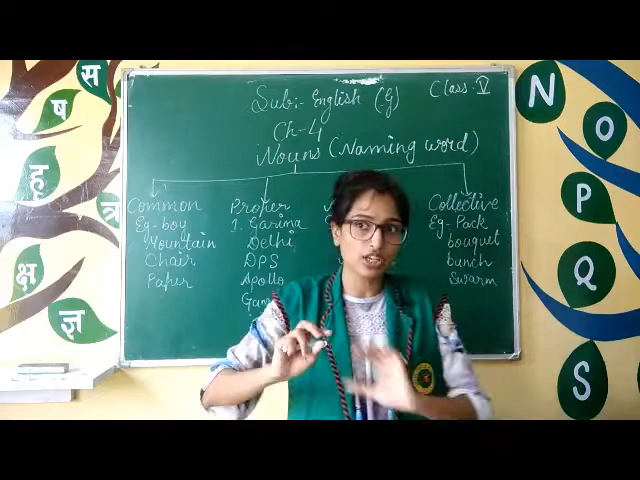 Sub:- English (G)
Class:- V
Ch-4
Nouns (Naming word)
Common
Eg- boy
Mountain
Chair
Paper
Proper
1. Garima
Delhi
DPS
Apollo
Collective
Eg- Pack
bouquet
bunch
Swarm
स
ष
ह
त्र
क्ष
ज्ञ
N
O
P
Q
S